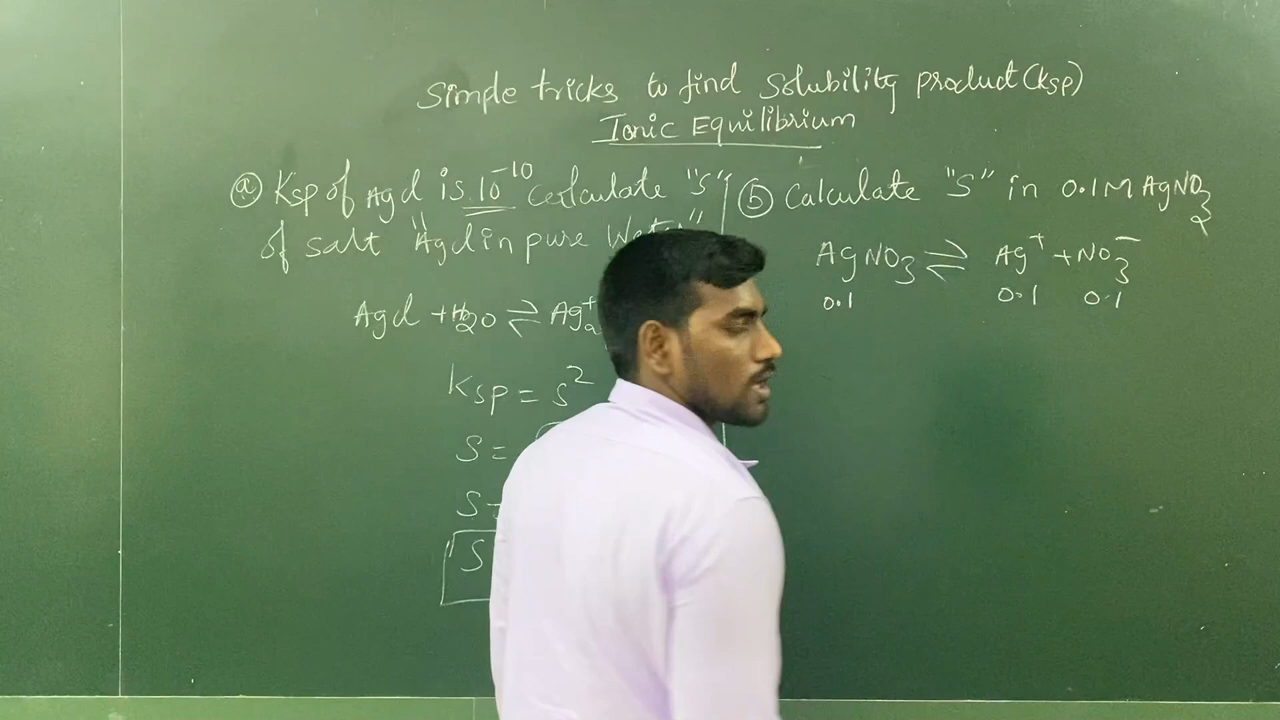 Simple tricks to find Solubility product (Ksp)
Ionic Equilibrium
(a) Ksp of Agcl is 10⁻¹⁰ calculate "S"
of salt "Agcl in pure Water"
Agcl + H2O ⇌ Ag⁺
Ksp = s²
S =
S =
"S
(b) Calculate "S" in 0.1M AgNO3
AgNO3 ⇌ Ag⁺ + NO3⁻
0.1 0.1 0.1